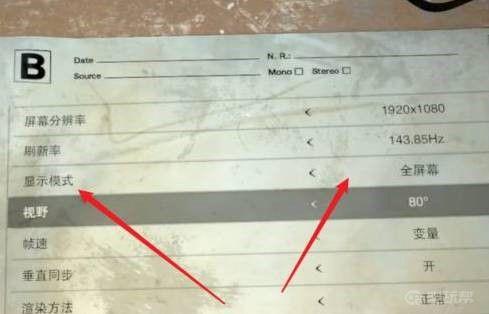 B
Date
N. R.:
Source
Mono
Stereo
屏幕分辨率 < 1920x1080
刷新率 < 143.85Hz
显示模式 < 全屏幕
视野 < 80°
帧速 < 变量
垂直同步 < 开
渲染方法 < 正常